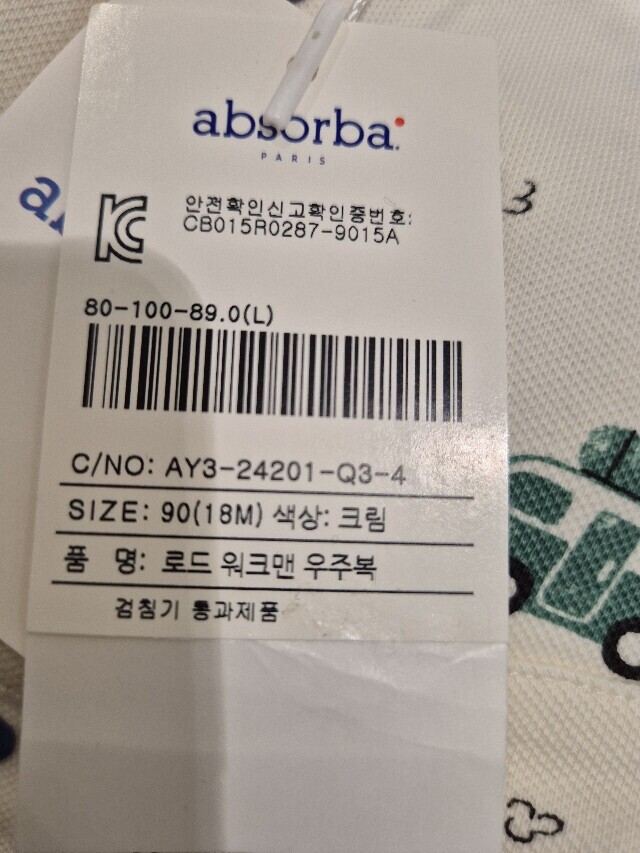 absorba
PARIS
안전확인신고확인증번호:
CB015R0287-9015A
80-100-89.0(L)
C/NO: AY3-24201-Q3-4
SIZE: 90(18M) 색상: 크림
품 명: 로드 워크맨 우주복
검침기 통과제품